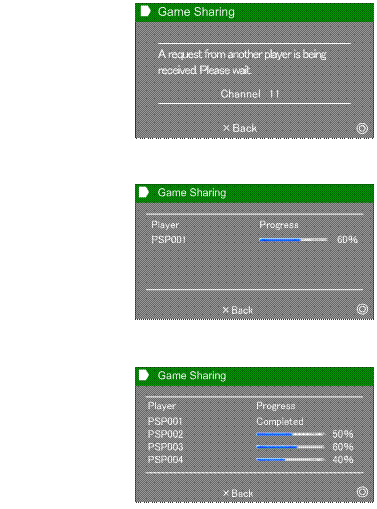 Game Sharing
A request from another player is being
received. Please wait.
Channel 11
× Back
Game Sharing
Player Progress
PSP001 60%
× Back
Game Sharing
Player Progress
PSP001 Completed
PSP002 50%
PSP003 60%
PSP004 40%
× Back